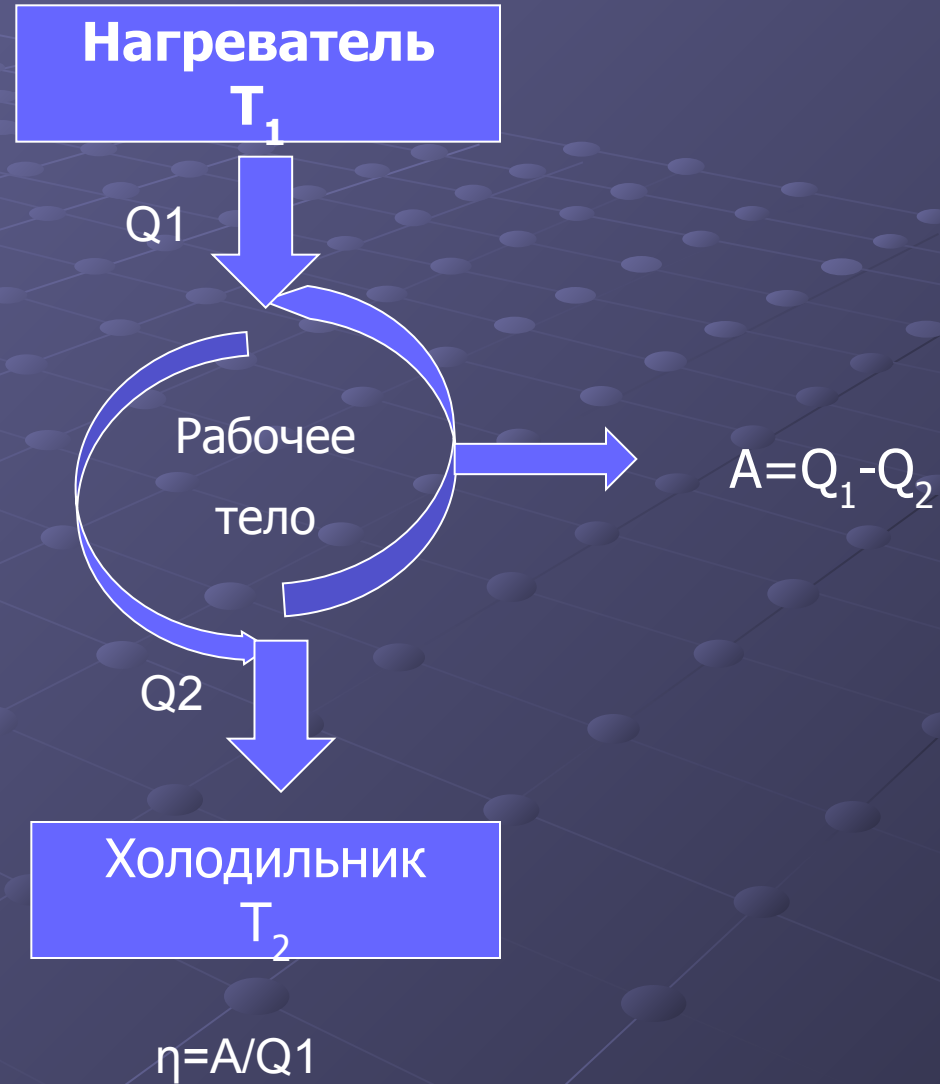 Нагреватель
T₁
Q1
Рабочее
тело
A=Q₁-Q₂
Q2
Холодильник
T₂
η=A/Q1